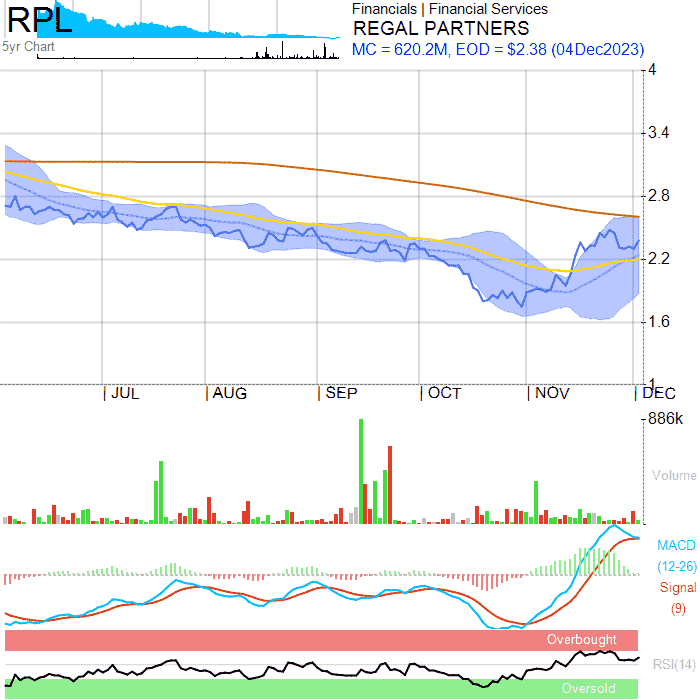 RPL
5yr Chart
Financials | Financial Services
REGAL PARTNERS
MC = 620.2M, EOD = $2.38 (04Dec2023)
4
3.4
2.8
2.2
1.6
1
JUL AUG SEP OCT NOV DEC
886k
Volume
MACD
(12-26)
Signal
(9)
Overbought
RSI(14)
Oversold